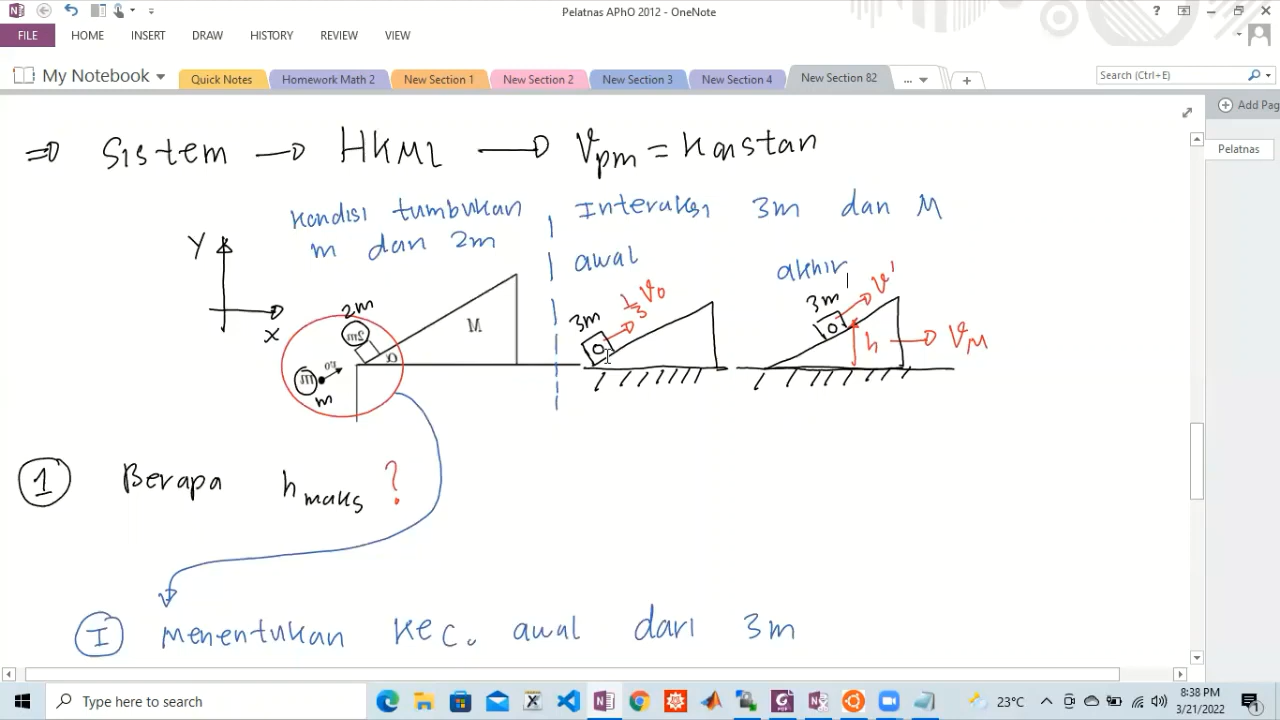 Pelatnas APhO 2012 - OneNote
FILE HOME INSERT DRAW HISTORY REVIEW VIEW
My Notebook Quick Notes Homework Math 2 New Section 1 New Section 2 New Section 3 New Section 4 New Section 82 ... +
Search (Ctrl+E)
Add Pag
Pelatnas
⇒ Sistem → HKML → Vpm = Konstan
Kondisi tumbukan
m dan 2m
Interaksi 3m dan M
awal
akhir
Y
X
2m
2m
M
α
m
m
v0
3m
1/3 V0
3m
V'
h
VM
1 Berapa hmaks ?
I menentukan kec. awal dari 3m
Type here to search
23°C
8:38 PM
3/21/2022